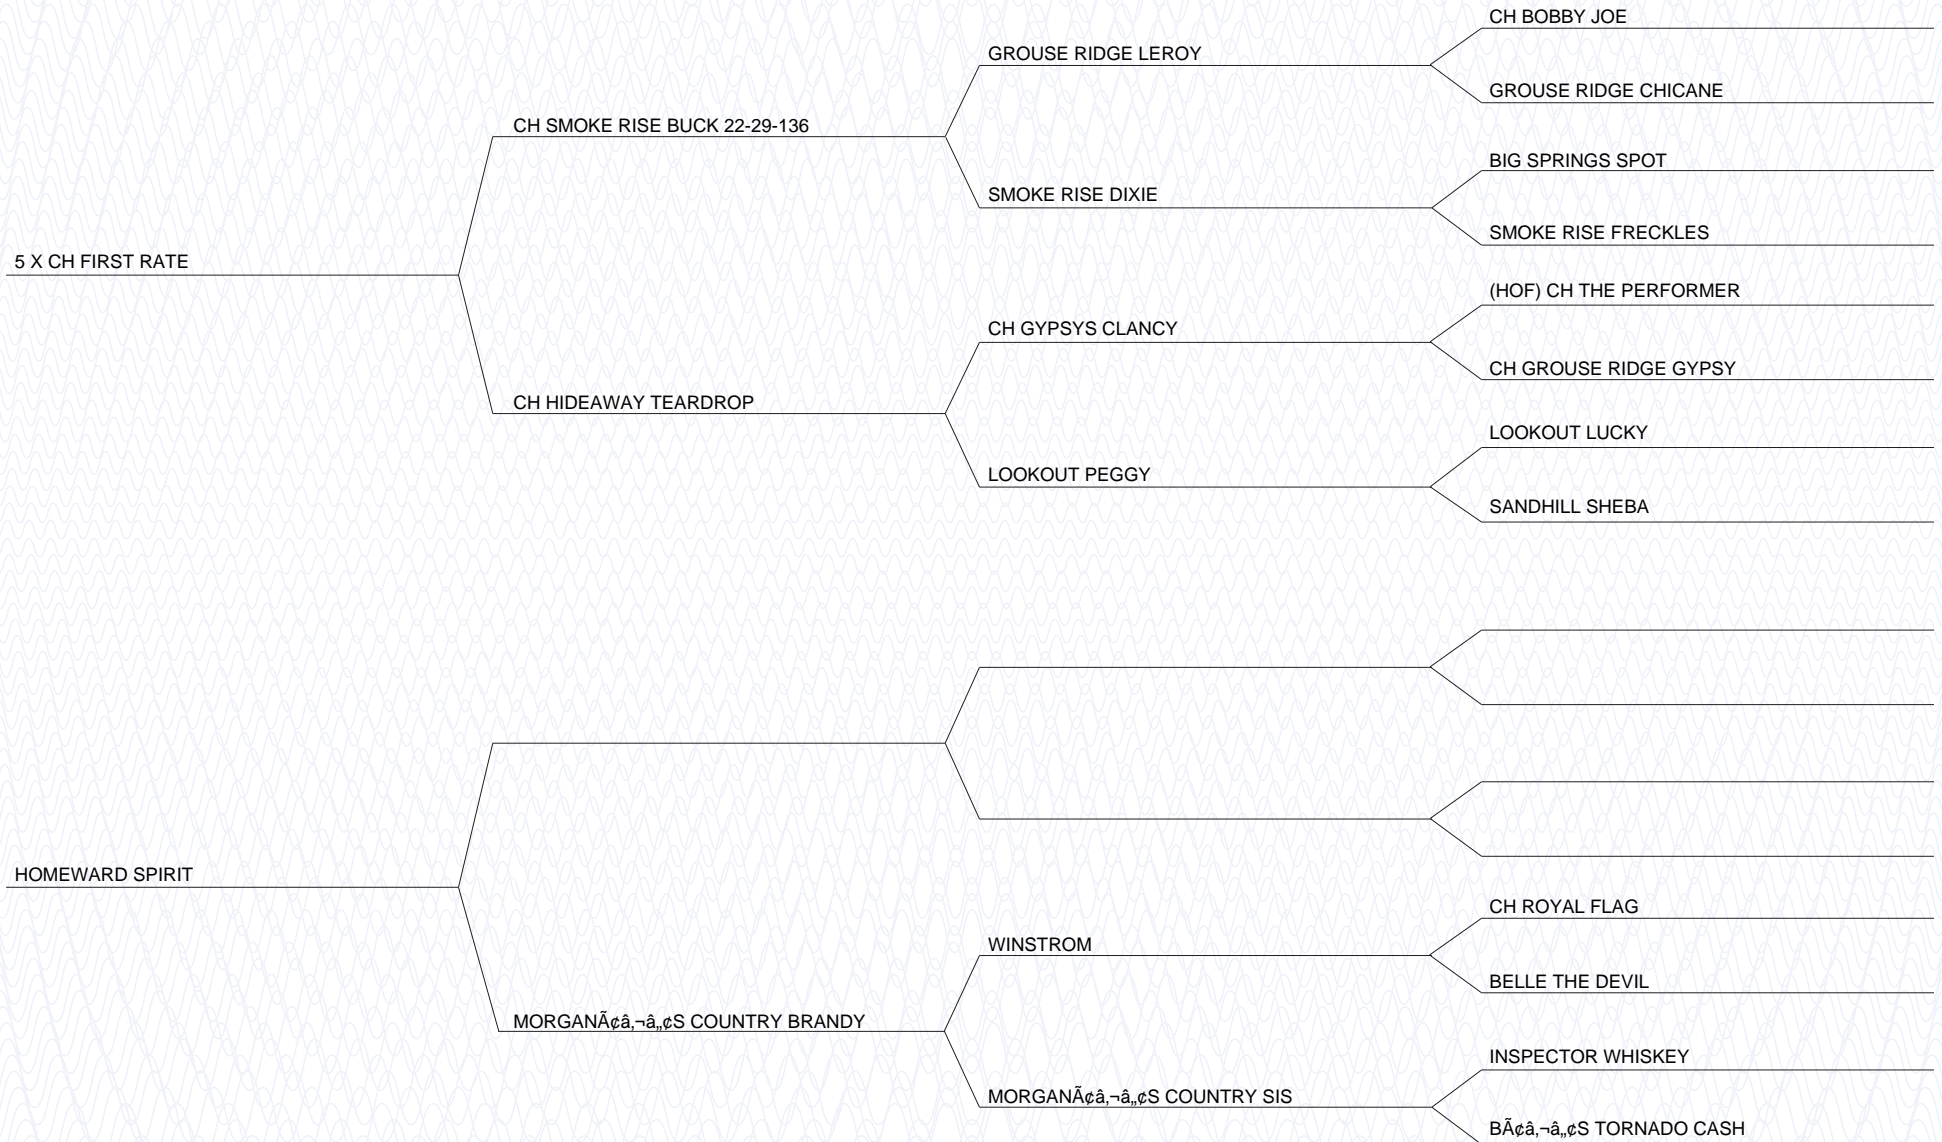 CH BOBBY JOE
GROUSE RIDGE LEROY
GROUSE RIDGE CHICANE
CH SMOKE RISE BUCK 22-29-136
BIG SPRINGS SPOT
SMOKE RISE DIXIE
SMOKE RISE FRECKLES
5 X CH FIRST RATE
(HOF) CH THE PERFORMER
CH GYPSYS CLANCY
CH GROUSE RIDGE GYPSY
CH HIDEAWAY TEARDROP
LOOKOUT LUCKY
LOOKOUT PEGGY
SANDHILL SHEBA
HOMEWARD SPIRIT
CH ROYAL FLAG
WINSTROM
BELLE THE DEVIL
MORGANÃ¢â‚¬â„¢S COUNTRY BRANDY
INSPECTOR WHISKEY
MORGANÃ¢â‚¬â„¢S COUNTRY SIS
BÃ¢â‚¬â„¢S TORNADO CASH